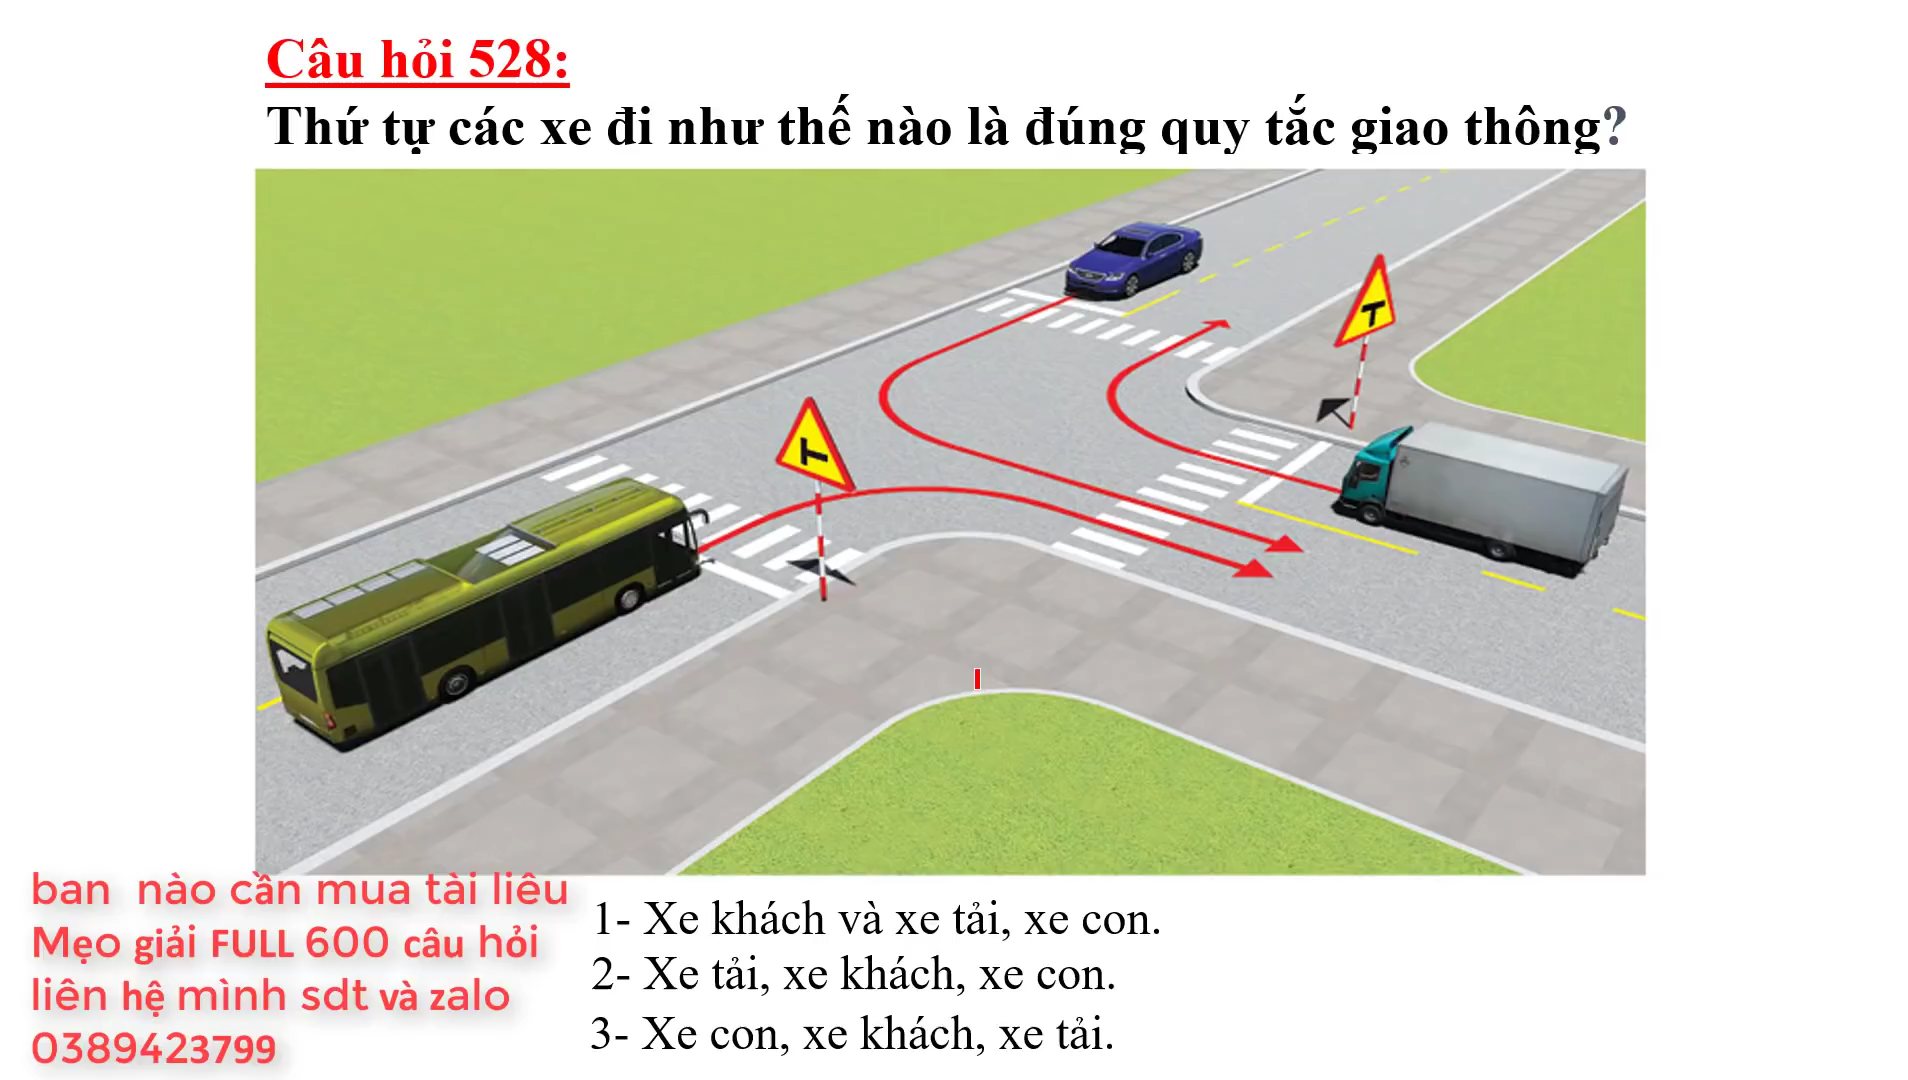 Câu hỏi 528:
Thứ tự các xe đi như thế nào là đúng quy tắc giao thông?
ban nào cần mua tài liêu
Mẹo giải FULL 600 câu hỏi
liên hệ mình sdt và zalo
0389423799
1- Xe khách và xe tải, xe con.
2- Xe tải, xe khách, xe con.
3- Xe con, xe khách, xe tải.